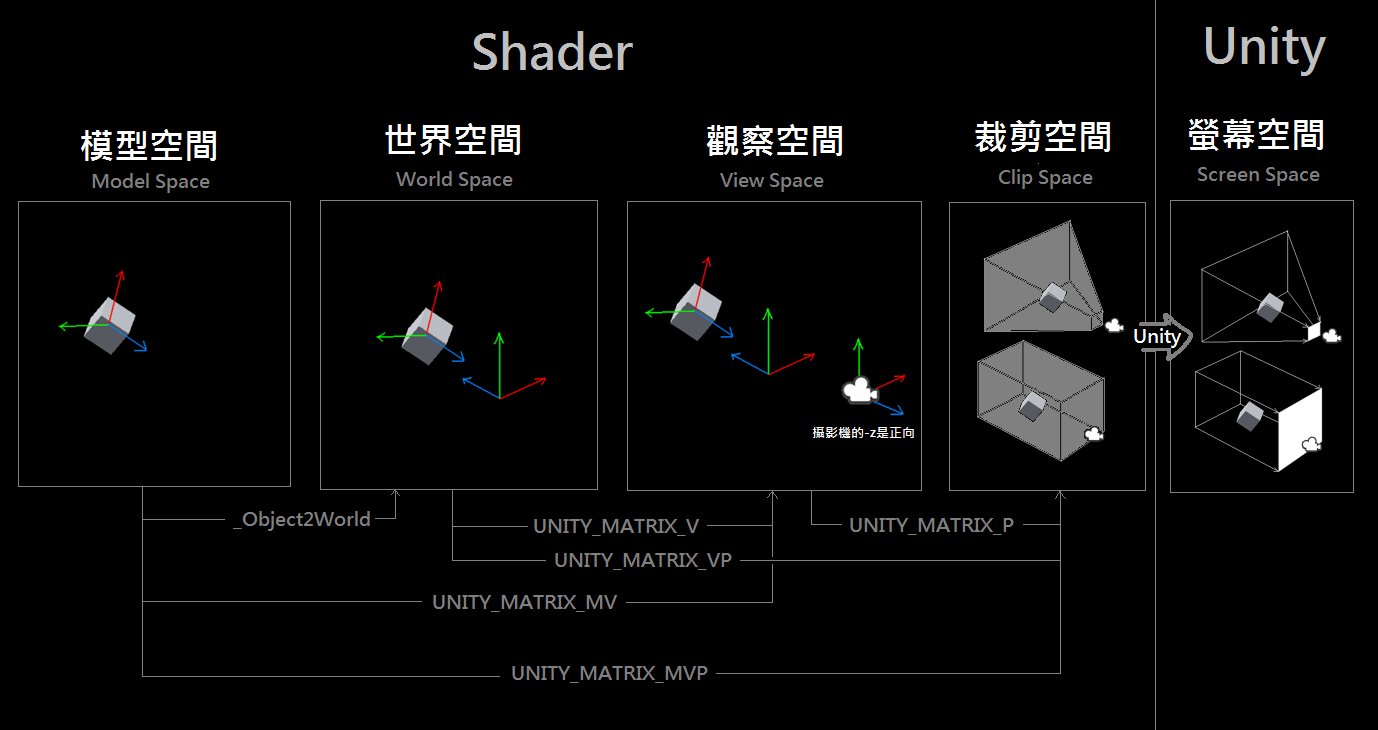 Shader
Unity
模型空間
Model Space
世界空間
World Space
觀察空間
View Space
裁剪空間
Clip Space
螢幕空間
Screen Space
Unity
攝影機的-z是正向
_Object2World
UNITY_MATRIX_V
UNITY_MATRIX_P
UNITY_MATRIX_VP
UNITY_MATRIX_MV
UNITY_MATRIX_MVP